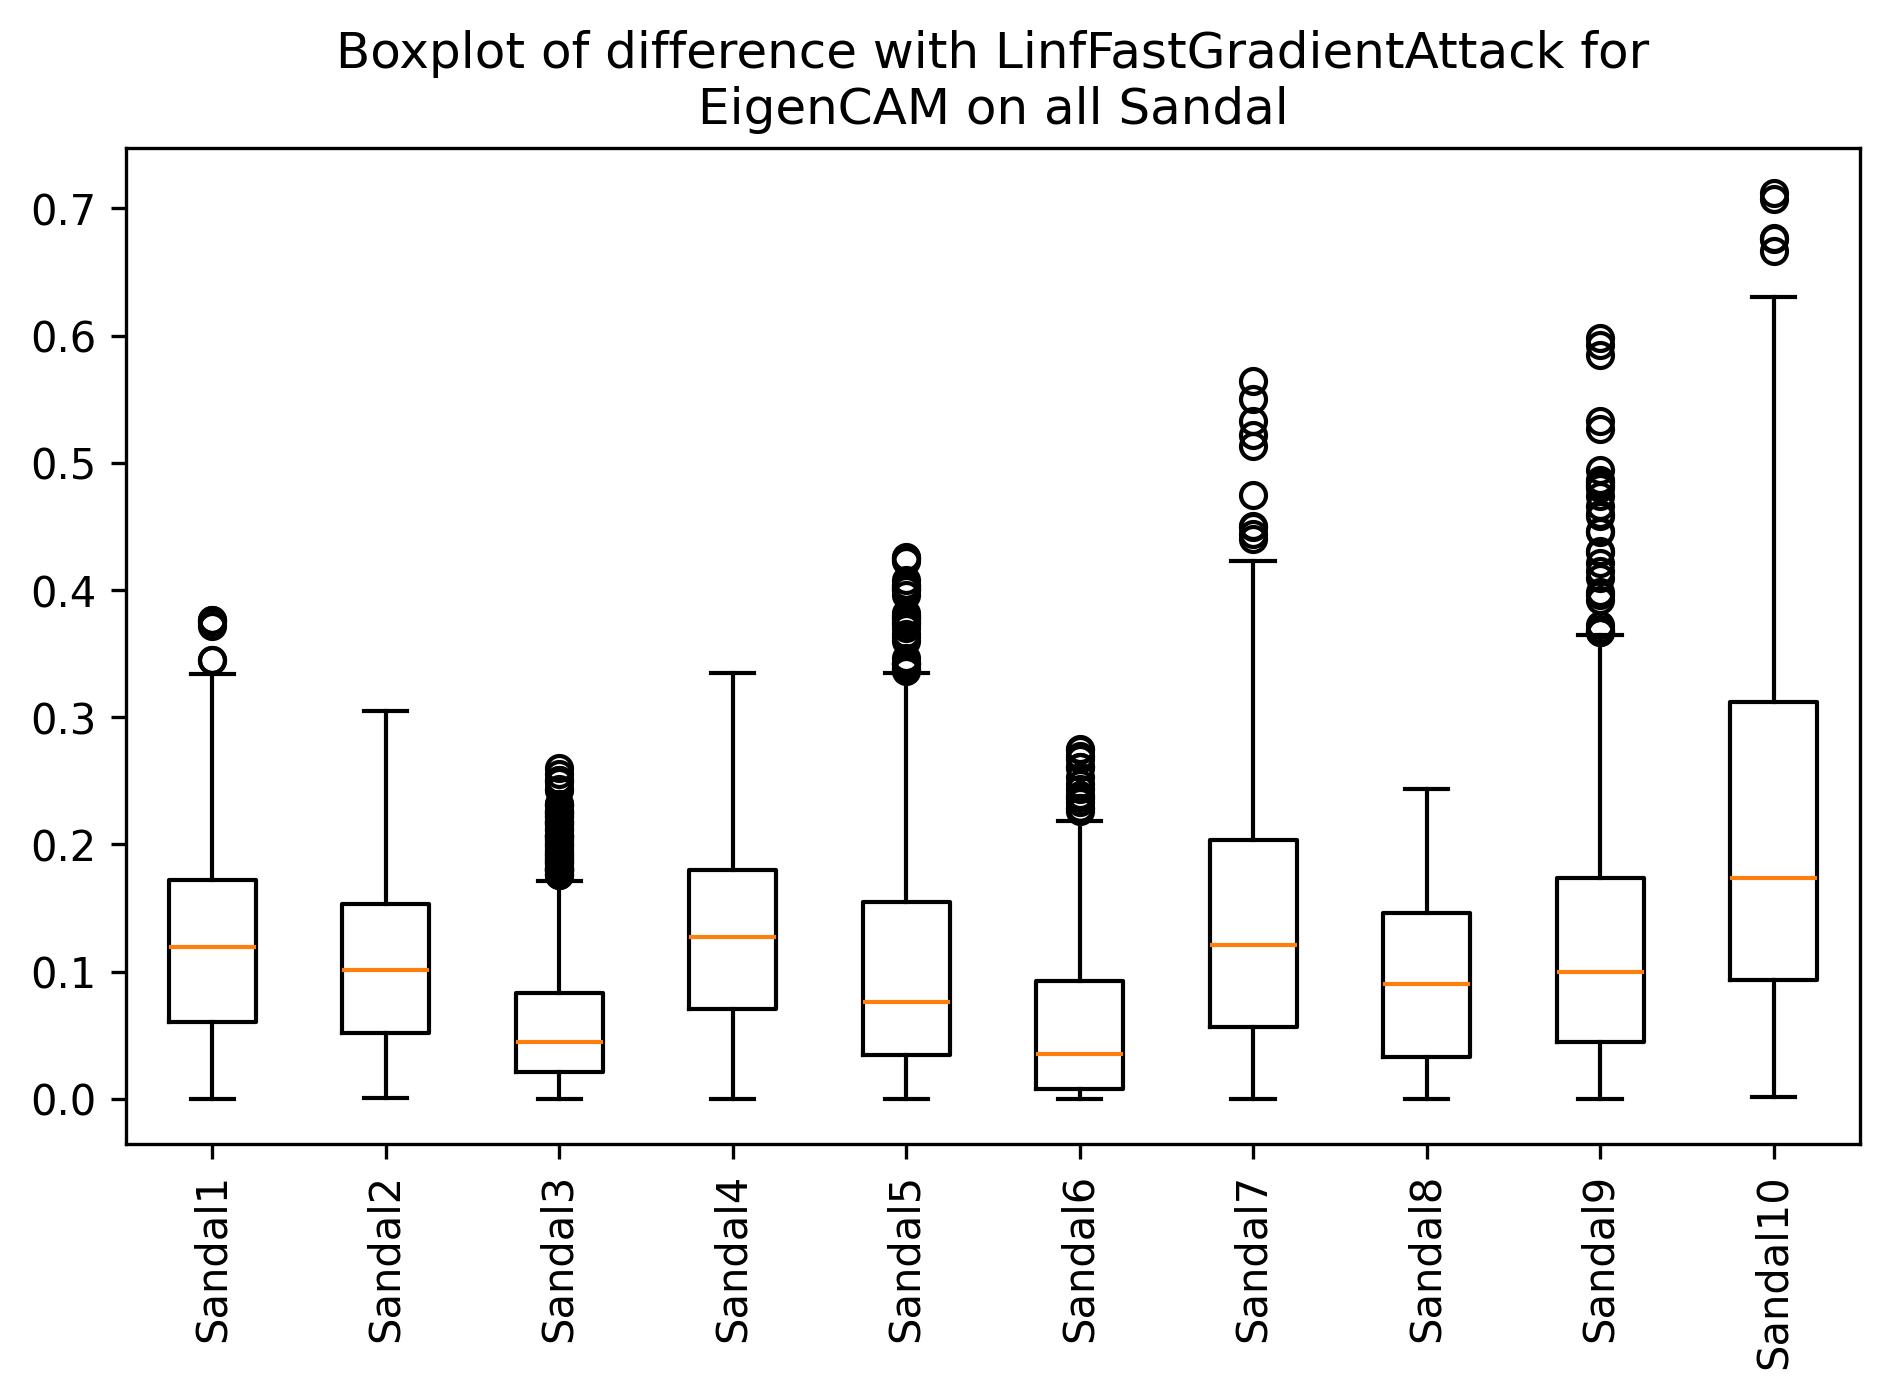 Boxplot of difference with LinfFastGradientAttack for
EigenCAM on all Sandal
0.7
0.6
0.5
0.4
0.3
0.2
0.1
0.0
Sandal1
Sandal2
Sandal3
Sandal4
Sandal5
Sandal6
Sandal7
Sandal8
Sandal9
Sandal10